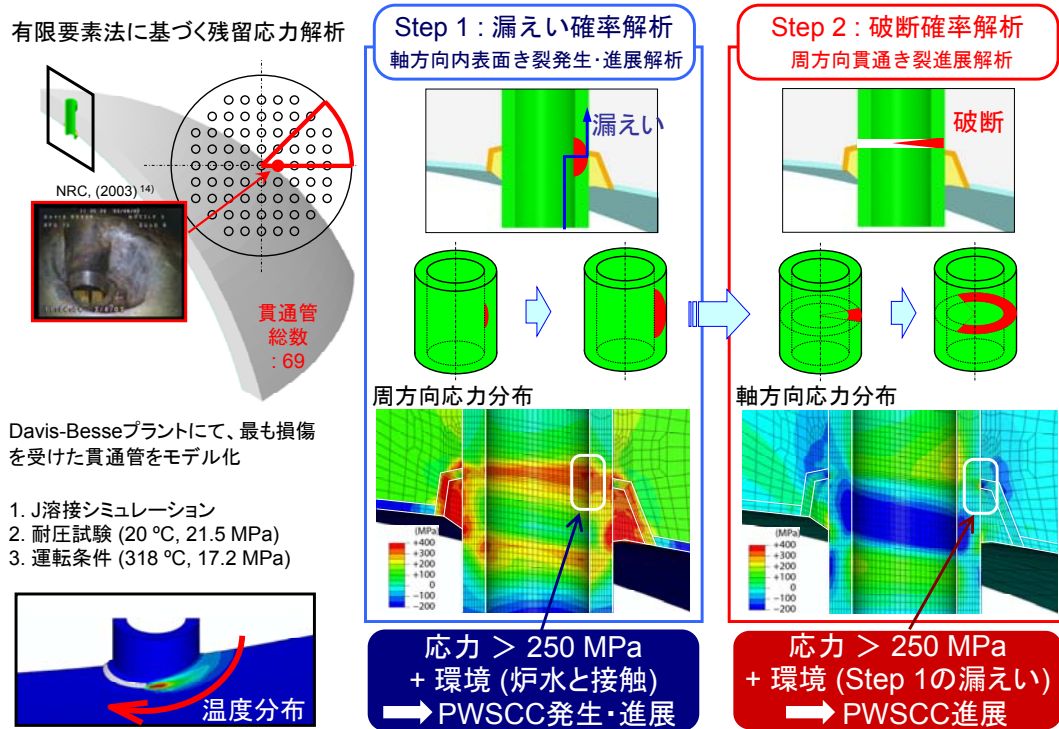 有限要素法に基づく残留応力解析
NRC, (2003) 14)
貫通管
総数
: 69
Davis-Besseプラントにて、最も損傷
を受けた貫通管をモデル化
1. J溶接シミュレーション
2. 耐圧試験 (20 ºC, 21.5 MPa)
3. 運転条件 (318 ºC, 17.2 MPa)
温度分布
Step 1 : 漏えい確率解析
軸方向内表面き裂発生・進展解析
漏えい
周方向応力分布
(MPa)
+400
+300
+200
+100
0
−100
−200
応力 > 250 MPa
+ 環境 (炉水と接触)
PWSCC発生・進展
Step 2 : 破断確率解析
周方向貫通き裂進展解析
破断
軸方向応力分布
(MPa)
+400
+300
+200
+100
0
−100
−200
応力 > 250 MPa
+ 環境 (Step 1の漏えい)
PWSCC進展